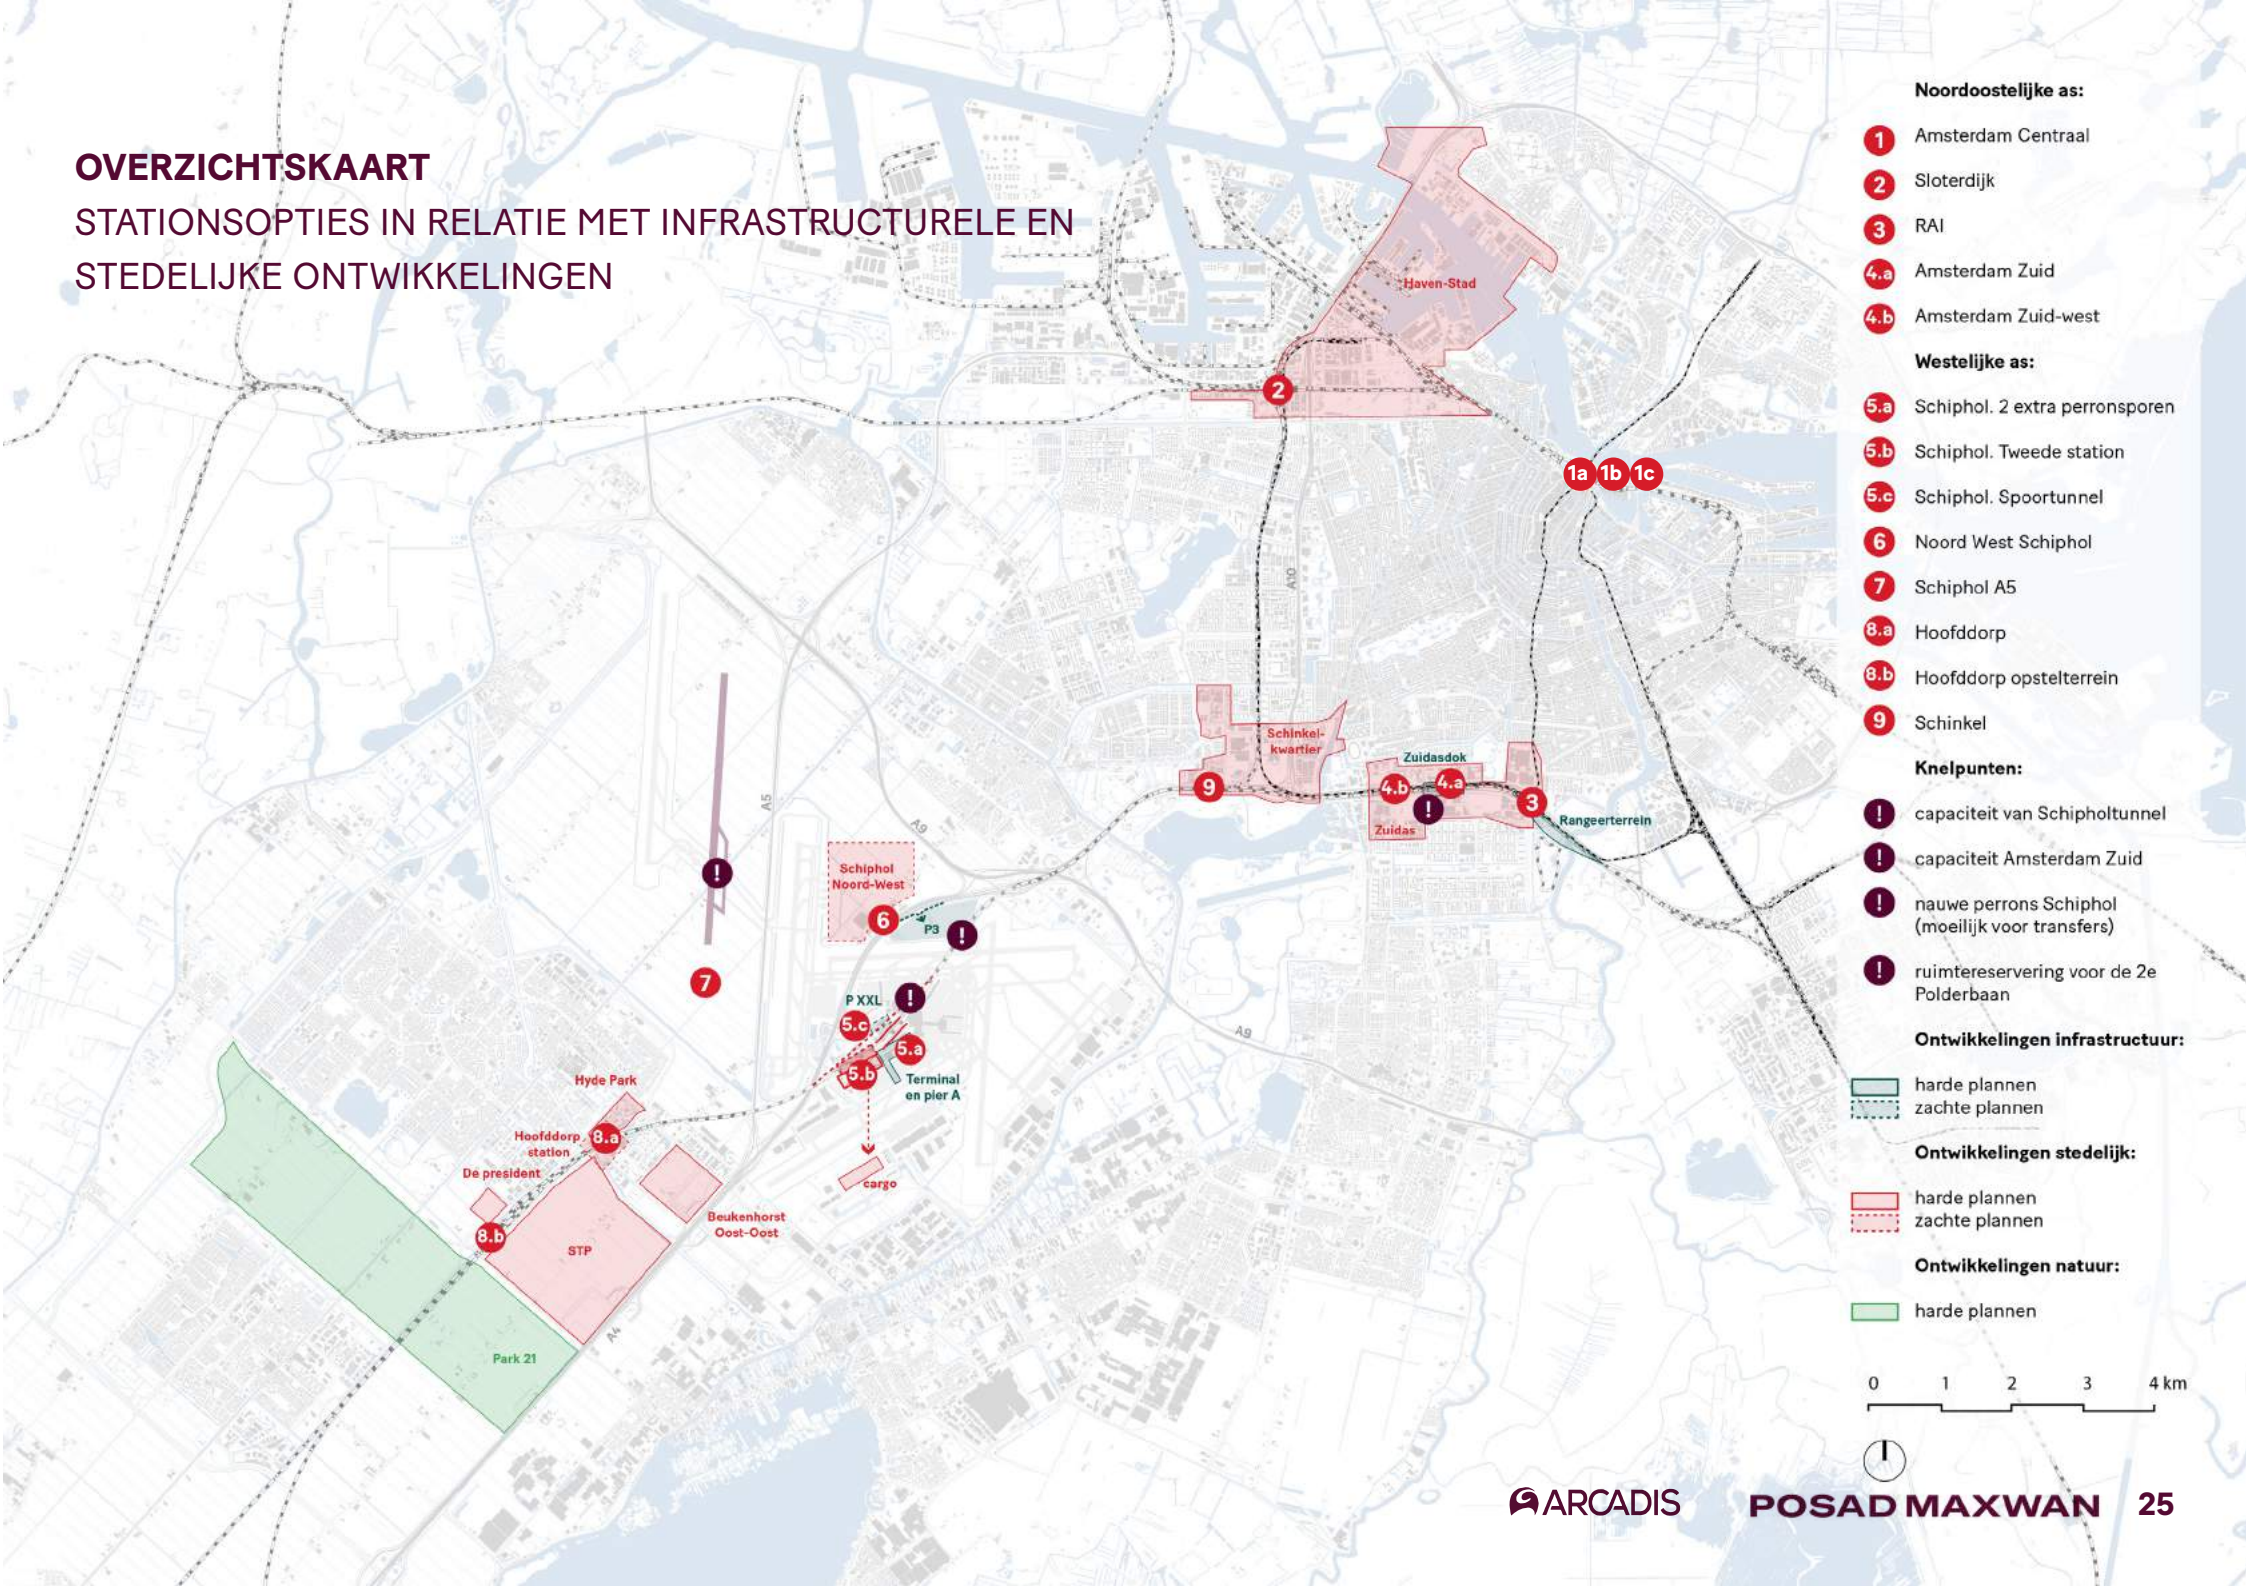 OVERZICHTSKAART
STATIONSOPTIES IN RELATIE MET INFRASTRUCTURELE EN
STEDELIJKE ONTWIKKELINGEN
Haven-Stad
2
1a 1b 1c
A10
Schinkel-
kwartier
9
Zuidasdok
4.b
4.a
!
3
Zuidas
Rangeerterrein
A5
A9
!
Schiphol
Noord-West
6
P3
!
7
P XXL
!
5.c
5.a
5.b
Terminal
en pier A
A9
cargo
Hyde Park
Hoofddorp
station
8.a
De president
8.b
STP
Beukenhorst
Oost-Oost
A4
Park 21
Noordoostelijke as:
1 Amsterdam Centraal
2 Sloterdijk
3 RAI
4.a Amsterdam Zuid
4.b Amsterdam Zuid-west
Westelijke as:
5.a Schiphol. 2 extra perronsporen
5.b Schiphol. Tweede station
5.c Schiphol. Spoortunnel
6 Noord West Schiphol
7 Schiphol A5
8.a Hoofddorp
8.b Hoofddorp opstelterrein
9 Schinkel
Knelpunten:
! capaciteit van Schipholtunnel
! capaciteit Amsterdam Zuid
! nauwe perrons Schiphol
(moeilijk voor transfers)
! ruimtereservering voor de 2e
Polderbaan
Ontwikkelingen infrastructuur:
harde plannen
zachte plannen
Ontwikkelingen stedelijk:
harde plannen
zachte plannen
Ontwikkelingen natuur:
harde plannen
0 1 2 3 4 km
ARCADIS
POSAD MAXWAN
25